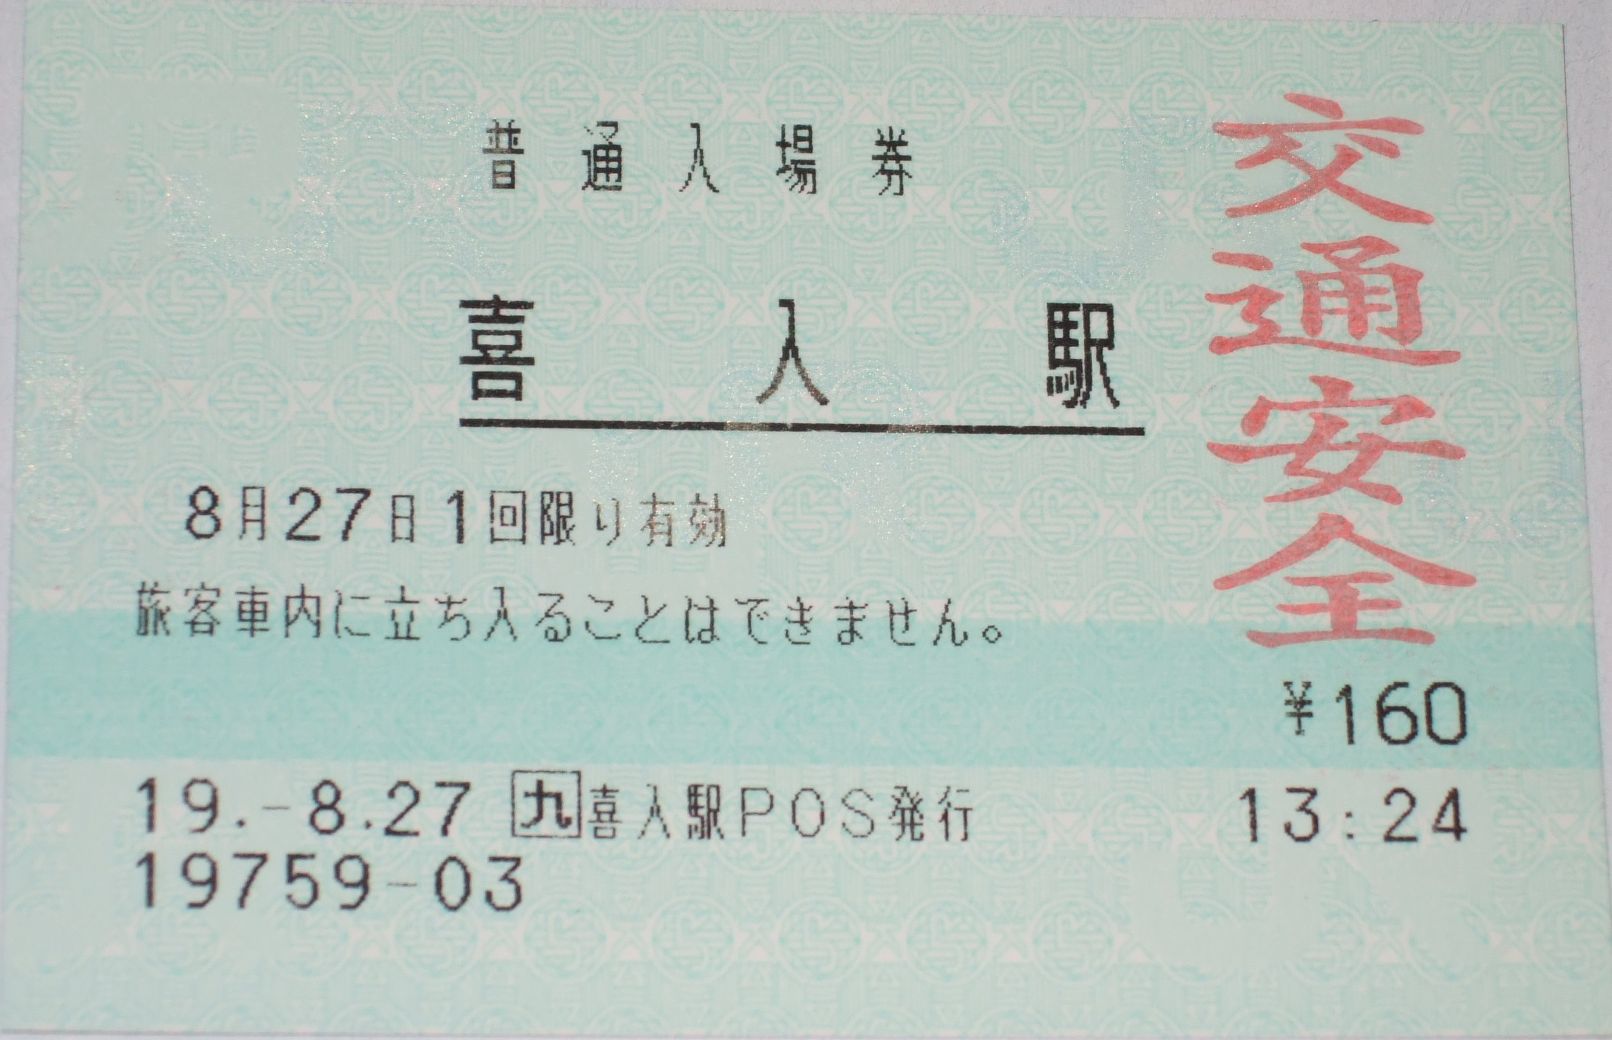 普通入場券
喜入駅
8月27日1回限り有効
旅客車内に立ち入ることはできません。
¥160
19.-8.27 九喜入駅POS発行 13:24
19759-03
交通安全